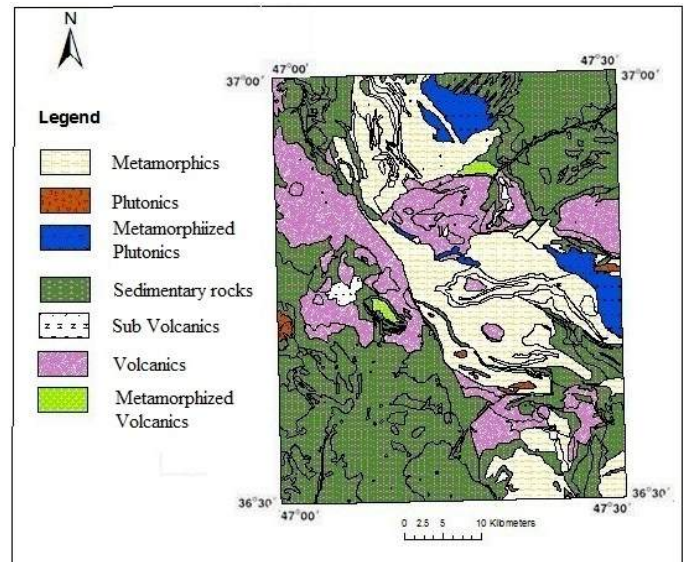 N
47°00'
47°30'
37°00'
37°00'
Legend
Metamorphics
Plutonics
Metamorphiized
Plutonics
Sedimentary rocks
Sub Volcanics
Volcanics
Metamorphized
Volcanics
36°30'
36°30'
47°00'
47°30'
0 2.5 5 10 Kilometers